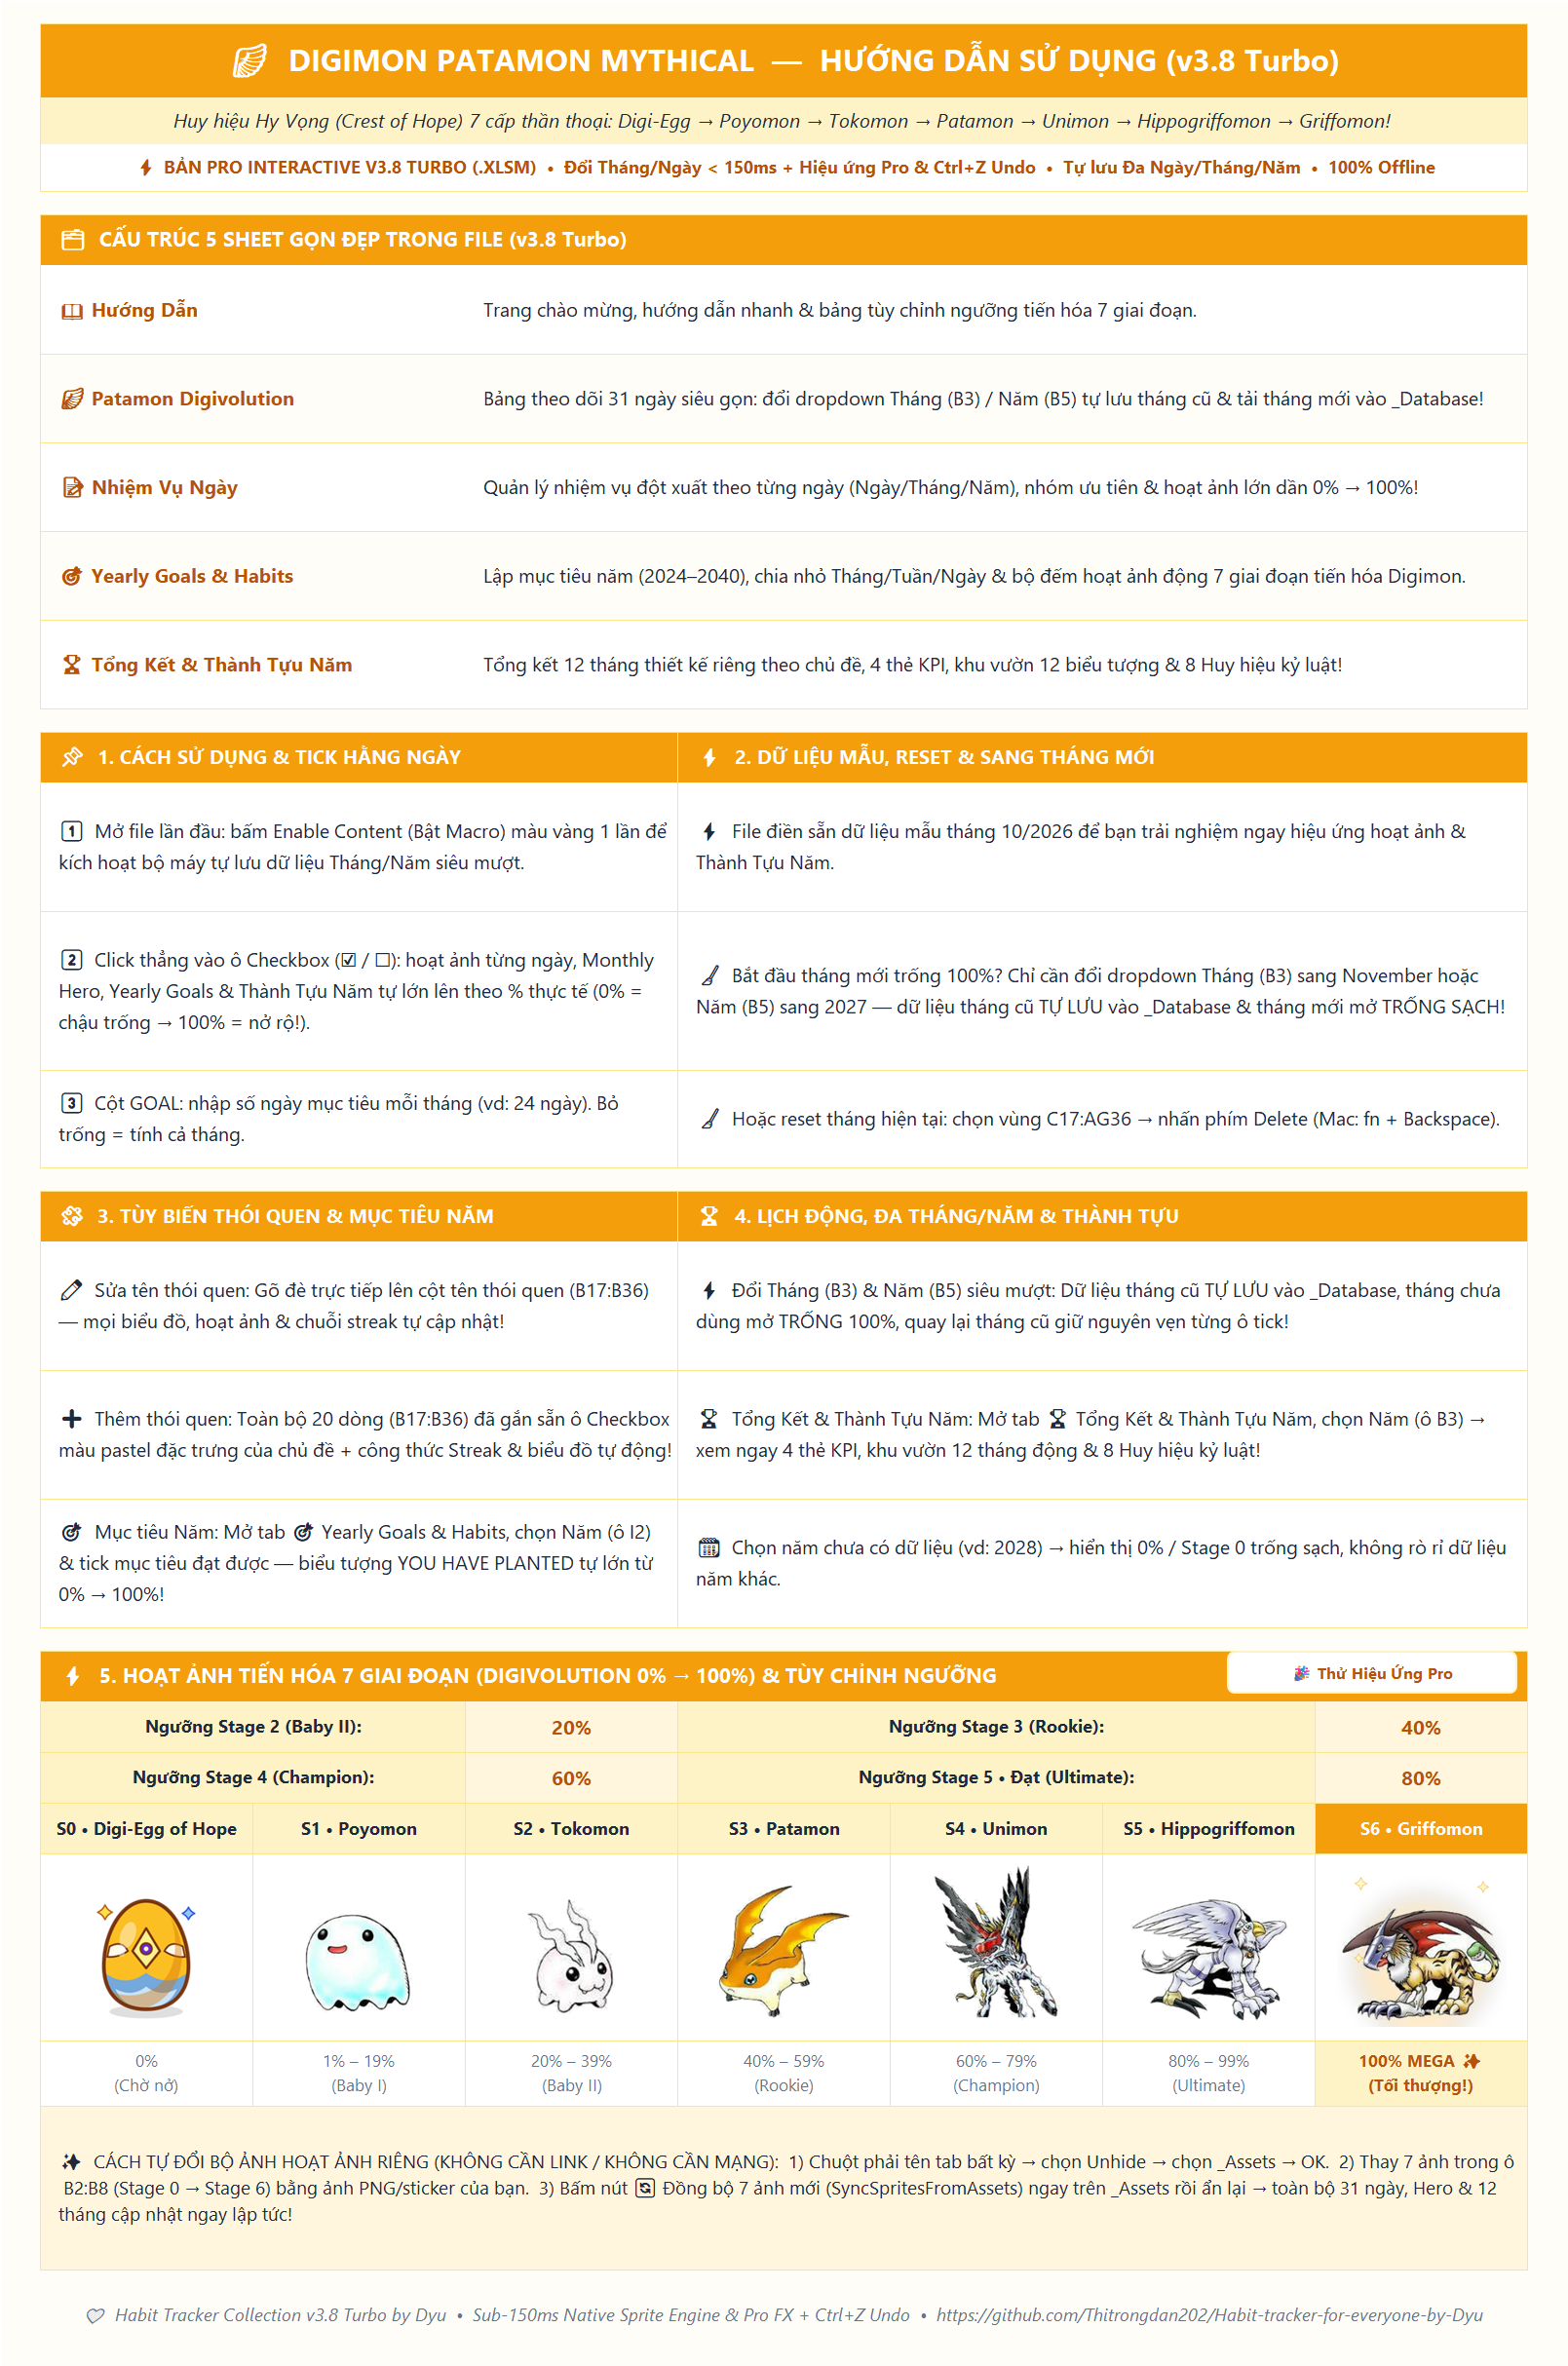 DIGIMON PATAMON MYTHICAL — HƯỚNG DẪN SỬ DỤNG (v3.8 Turbo)
Huy hiệu Hy Vọng (Crest of Hope) 7 cấp thần thoại: Digi-Egg → Poyomon → Tokomon → Patamon → Unimon → Hippogriffomon → Griffomon!
⚡ BẢN PRO INTERACTIVE V3.8 TURBO (.XLSM) • Đổi Tháng/Ngày < 150ms + Hiệu ứng Pro & Ctrl+Z Undo • Tự lưu Đa Ngày/Tháng/Năm • 100% Offline
CẤU TRÚC 5 SHEET GỌN ĐẸP TRONG FILE (v3.8 Turbo)
Hướng Dẫn
Trang chào mừng, hướng dẫn nhanh & bảng tùy chỉnh ngưỡng tiến hóa 7 giai đoạn.
Patamon Digivolution
Bảng theo dõi 31 ngày siêu gọn: đổi dropdown Tháng (B3) / Năm (B5) tự lưu tháng cũ & tải tháng mới vào _Database!
Nhiệm Vụ Ngày
Quản lý nhiệm vụ đột xuất theo từng ngày (Ngày/Tháng/Năm), nhóm ưu tiên & hoạt ảnh lớn dần 0% → 100%!
Yearly Goals & Habits
Lập mục tiêu năm (2024–2040), chia nhỏ Tháng/Tuần/Ngày & bộ đếm hoạt ảnh động 7 giai đoạn tiến hóa Digimon.
Tổng Kết & Thành Tựu Năm
Tổng kết 12 tháng thiết kế riêng theo chủ đề, 4 thẻ KPI, khu vườn 12 biểu tượng & 8 Huy hiệu kỷ luật!
1. CÁCH SỬ DỤNG & TICK HẰNG NGÀY
1 Mở file lần đầu: bấm Enable Content (Bật Macro) màu vàng 1 lần để
kích hoạt bộ máy tự lưu dữ liệu Tháng/Năm siêu mượt.
2 Click thẳng vào ô Checkbox (☑ / ☐): hoạt ảnh từng ngày, Monthly
Hero, Yearly Goals & Thành Tựu Năm tự lớn lên theo % thực tế (0% =
chậu trống → 100% = nở rộ!).
3 Cột GOAL: nhập số ngày mục tiêu mỗi tháng (vd: 24 ngày). Bỏ
trống = tính cả tháng.
2. DỮ LIỆU MẪU, RESET & SANG THÁNG MỚI
File điền sẵn dữ liệu mẫu tháng 10/2026 để bạn trải nghiệm ngay hiệu ứng hoạt ảnh &
Thành Tựu Năm.
Bắt đầu tháng mới trống 100%? Chỉ cần đổi dropdown Tháng (B3) sang November hoặc
Năm (B5) sang 2027 — dữ liệu tháng cũ TỰ LƯU vào _Database & tháng mới mở TRỐNG SẠCH!
Hoặc reset tháng hiện tại: chọn vùng C17:AG36 → nhấn phím Delete (Mac: fn + Backspace).
3. TÙY BIẾN THÓI QUEN & MỤC TIÊU NĂM
Sửa tên thói quen: Gõ đè trực tiếp lên cột tên thói quen (B17:B36)
— mọi biểu đồ, hoạt ảnh & chuỗi streak tự cập nhật!
Thêm thói quen: Toàn bộ 20 dòng (B17:B36) đã gắn sẵn ô Checkbox
màu pastel đặc trưng của chủ đề + công thức Streak & biểu đồ tự động!
Mục tiêu Năm: Mở tab Yearly Goals & Habits, chọn Năm (ô I2)
& tick mục tiêu đạt được — biểu tượng YOU HAVE PLANTED tự lớn từ
0% → 100%!
4. LỊCH ĐỘNG, ĐA THÁNG/NĂM & THÀNH TỰU
Đổi Tháng (B3) & Năm (B5) siêu mượt: Dữ liệu tháng cũ TỰ LƯU vào _Database, tháng chưa
dùng mở TRỐNG 100%, quay lại tháng cũ giữ nguyên vẹn từng ô tick!
Tổng Kết & Thành Tựu Năm: Mở tab Tổng Kết & Thành Tựu Năm, chọn Năm (ô B3) →
xem ngay 4 thẻ KPI, khu vườn 12 tháng động & 8 Huy hiệu kỷ luật!
Chọn năm chưa có dữ liệu (vd: 2028) → hiển thị 0% / Stage 0 trống sạch, không rò rỉ dữ liệu
năm khác.
5. HOẠT ẢNH TIẾN HÓA 7 GIAI ĐOẠN (DIGIVOLUTION 0% → 100%) & TÙY CHỈNH NGƯỠNG
Thử Hiệu Ứng Pro
Ngưỡng Stage 2 (Baby II): 20% Ngưỡng Stage 3 (Rookie): 40%
Ngưỡng Stage 4 (Champion): 60% Ngưỡng Stage 5 • Đạt (Ultimate): 80%
S0 • Digi-Egg of Hope S1 • Poyomon S2 • Tokomon S3 • Patamon S4 • Unimon S5 • Hippogriffomon S6 • Griffomon
0% 1% – 19% 20% – 39% 40% – 59% 60% – 79% 80% – 99% 100% MEGA ✨
(Chờ nở) (Baby I) (Baby II) (Rookie) (Champion) (Ultimate) (Tối thượng!)
✨ CÁCH TỰ ĐỔI BỘ ẢNH HOẠT ẢNH RIÊNG (KHÔNG CẦN LINK / KHÔNG CẦN MẠNG): 1) Chuột phải tên tab bất kỳ → chọn Unhide → chọn _Assets → OK. 2) Thay 7 ảnh trong ô
B2:B8 (Stage 0 → Stage 6) bằng ảnh PNG/sticker của bạn. 3) Bấm nút Đồng bộ 7 ảnh mới (SyncSpritesFromAssets) ngay trên _Assets rồi ẩn lại → toàn bộ 31 ngày, Hero & 12
tháng cập nhật ngay lập tức!
Habit Tracker Collection v3.8 Turbo by Dyu • Sub-150ms Native Sprite Engine & Pro FX + Ctrl+Z Undo • https://github.com/Thitrongdan202/Habit-tracker-for-everyone-by-Dyu